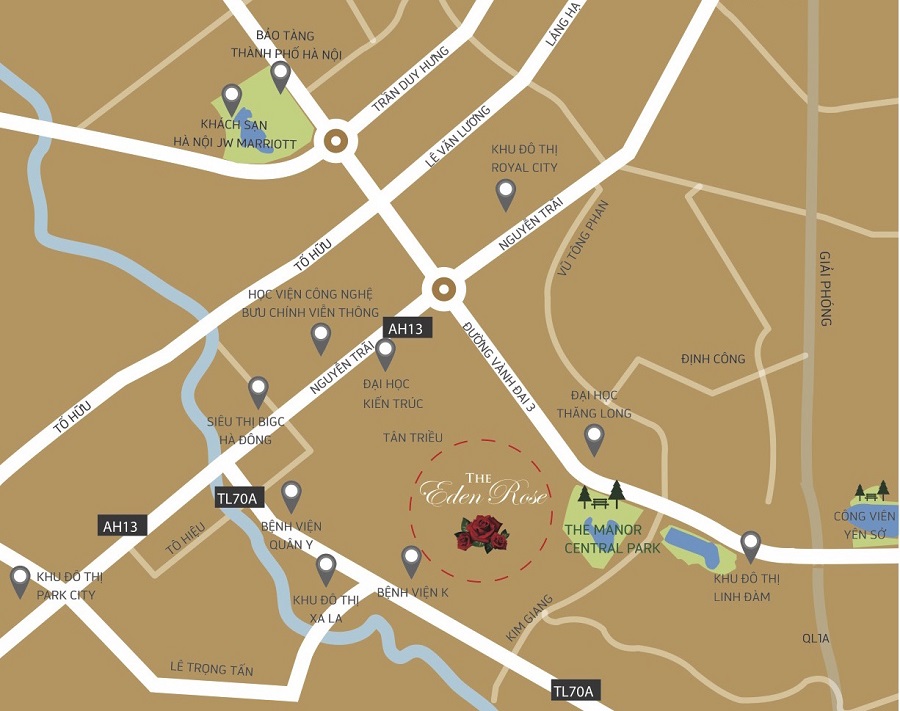 BẢO TÀNG
THÀNH PHỐ HÀ NỘI
LÁNG HẠ
TRẦN DUY HƯNG
KHÁCH SẠN
HÀ NỘI JW MARRIOTT
LÊ VĂN LƯƠNG
KHU ĐÔ THỊ
ROYAL CITY
NGUYỄN TRÃI
VŨ TÔNG PHAN
TỐ HỮU
GIẢI PHÓNG
HỌC VIỆN CÔNG NGHỆ
BƯU CHÍNH VIỄN THÔNG
AH13
NGUYỄN TRÃI
ĐƯỜNG VÀNH ĐAI 3
ĐỊNH CÔNG
ĐẠI HỌC
KIẾN TRÚC
ĐẠI HỌC
THĂNG LONG
TỐ HỮU
SIÊU THỊ BIGC
HÀ ĐÔNG
TÂN TRIỀU
THE
Eden Rose
TL70A
AH13
BỆNH VIỆN
QUÂN Y
TÔ HIỆU
THE MANOR
CENTRAL PARK
CÔNG VIÊN
YÊN SỞ
KHU ĐÔ THỊ
PARK CITY
KHU ĐÔ THỊ
XA LA
BỆNH VIỆN K
KHU ĐÔ THỊ
LINH ĐÀM
KIM GIANG
QL1A
LÊ TRỌNG TẤN
TL70A